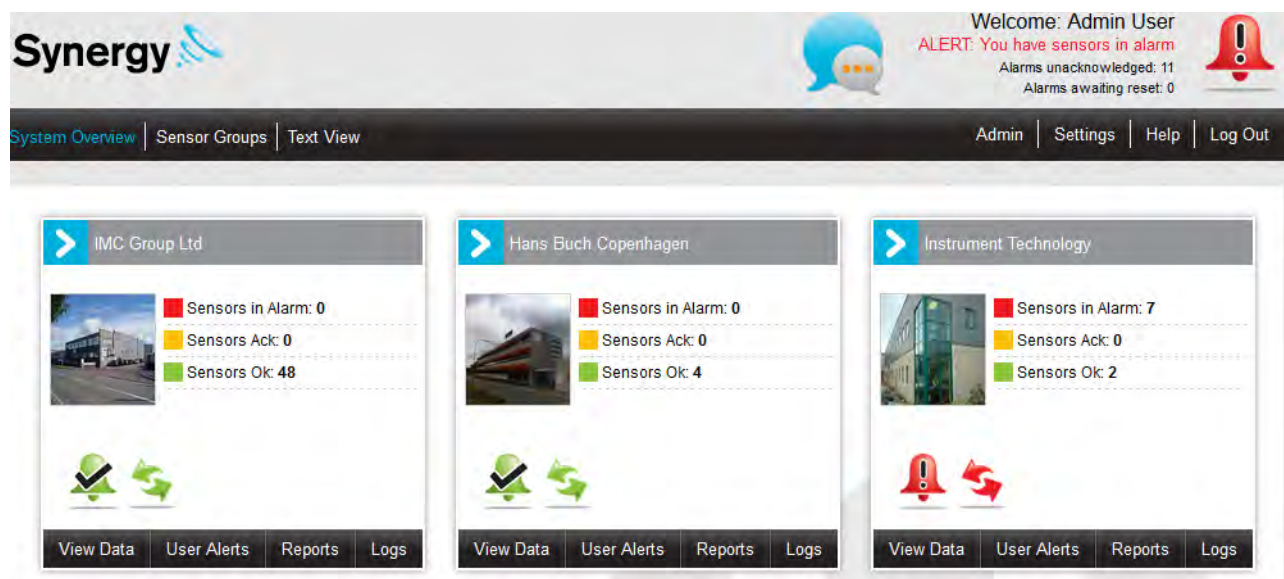 Synergy
Welcome: Admin User
ALERT: You have sensors in alarm
Alarms unacknowledged: 11
Alarms awaiting reset: 0
System Overview Sensor Groups Text View
Admin Settings Help Log Out
IMC Group Ltd
Sensors in Alarm: 0
Sensors Ack: 0
Sensors Ok: 48
View Data User Alerts Reports Logs
Hans Buch Copenhagen
Sensors in Alarm: 0
Sensors Ack: 0
Sensors Ok: 4
View Data User Alerts Reports Logs
Instrument Technology
Sensors in Alarm: 7
Sensors Ack: 0
Sensors Ok: 2
View Data User Alerts Reports Logs